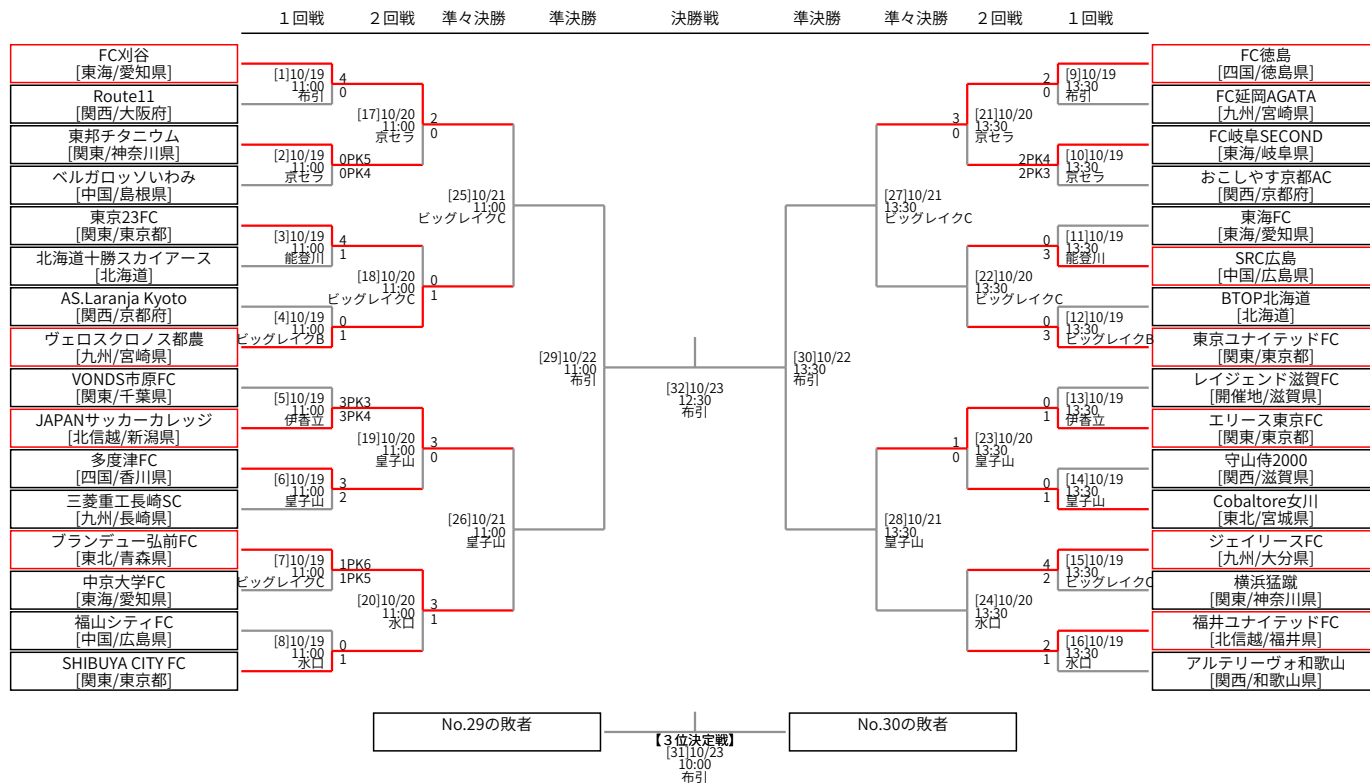 １回戦 ２回戦 準々決勝 準決勝 決勝戦 準決勝 準々決勝 ２回戦 １回戦
FC刈谷
[東海/愛知県]
Route11
[関西/大阪府]
東邦チタニウム
[関東/神奈川県]
ベルガロッソいわみ
[中国/島根県]
東京23FC
[関東/東京都]
北海道十勝スカイアース
[北海道]
AS.Laranja Kyoto
[関西/京都府]
ヴェロスクロノス都農
[九州/宮崎県]
VONDS市原FC
[関東/千葉県]
JAPANサッカーカレッジ
[北信越/新潟県]
多度津FC
[四国/香川県]
三菱重工長崎SC
[九州/長崎県]
ブランデュー弘前FC
[東北/青森県]
中京大学FC
[東海/愛知県]
福山シティFC
[中国/広島県]
SHIBUYA CITY FC
[関東/東京都]
[1]10/19
11:00
布引
4
0
[2]10/19
11:00
京セラ
0PK5
0PK4
[3]10/19
11:00
能登川
4
1
[4]10/19
11:00
ビッグレイクB
0
1
[5]10/19
11:00
伊香立
3PK3
3PK4
[6]10/19
11:00
皇子山
3
2
[7]10/19
11:00
ビッグレイクC
1PK6
1PK5
[8]10/19
11:00
水口
0
1
[17]10/20
11:00
京セラ
2
0
[18]10/20
11:00
ビッグレイクC
0
1
[19]10/20
11:00
皇子山
3
0
[20]10/20
11:00
水口
3
1
[25]10/21
11:00
ビッグレイクC
[26]10/21
11:00
皇子山
[29]10/22
11:00
布引
[32]10/23
12:30
布引
[30]10/22
13:30
布引
[27]10/21
13:30
ビッグレイクC
[28]10/21
13:30
皇子山
3
0
[21]10/20
13:30
京セラ
[22]10/20
13:30
ビッグレイクC
1
0
[23]10/20
13:30
皇子山
[24]10/20
13:30
水口
2
0
[9]10/19
13:30
布引
2PK4
2PK3
[10]10/19
13:30
京セラ
0
3
[11]10/19
13:30
能登川
0
3
[12]10/19
13:30
ビッグレイクB
0
1
[13]10/19
13:30
伊香立
0
1
[14]10/19
13:30
皇子山
4
2
[15]10/19
13:30
ビッグレイクC
2
1
[16]10/19
13:30
水口
FC徳島
[四国/徳島県]
FC延岡AGATA
[九州/宮崎県]
FC岐阜SECOND
[東海/岐阜県]
おこしやす京都AC
[関西/京都府]
東海FC
[東海/愛知県]
SRC広島
[中国/広島県]
BTOP北海道
[北海道]
東京ユナイテッドFC
[関東/東京都]
レイジェンド滋賀FC
[開催地/滋賀県]
エリース東京FC
[関東/東京都]
守山侍2000
[関西/滋賀県]
Cobaltore女川
[東北/宮城県]
ジェイリースFC
[九州/大分県]
横浜猛蹴
[関東/神奈川県]
福井ユナイテッドFC
[北信越/福井県]
アルテリーヴォ和歌山
[関西/和歌山県]
No.29の敗者
No.30の敗者
【３位決定戦】
[31]10/23
10:00
布引